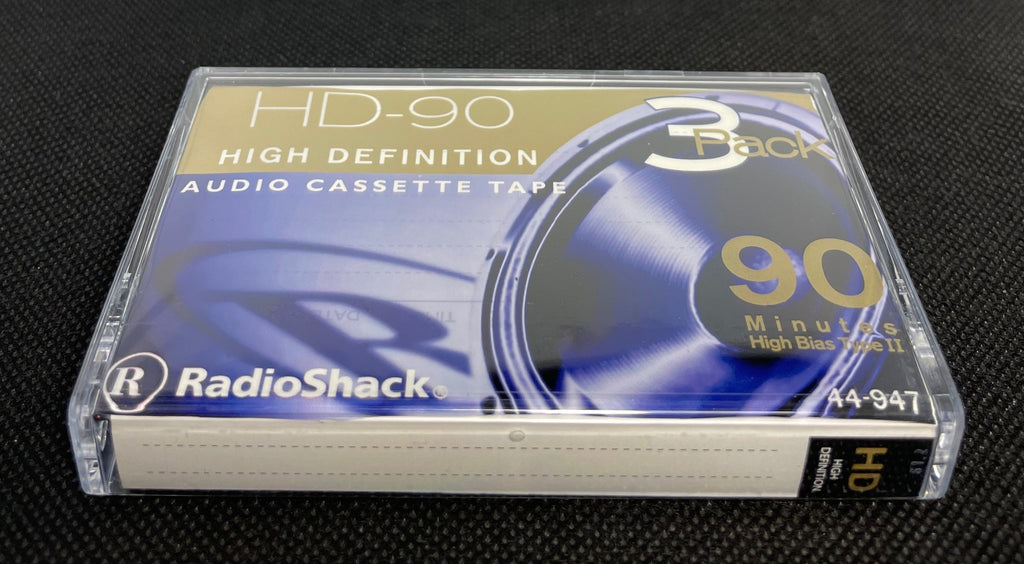 HD-90
HIGH DEFINITION
AUDIO CASSETTE TAPE
3
Pack
90
Minutes
High Bias Type II
R RadioShack®
44-947
HD
HIGH
DEFINITION